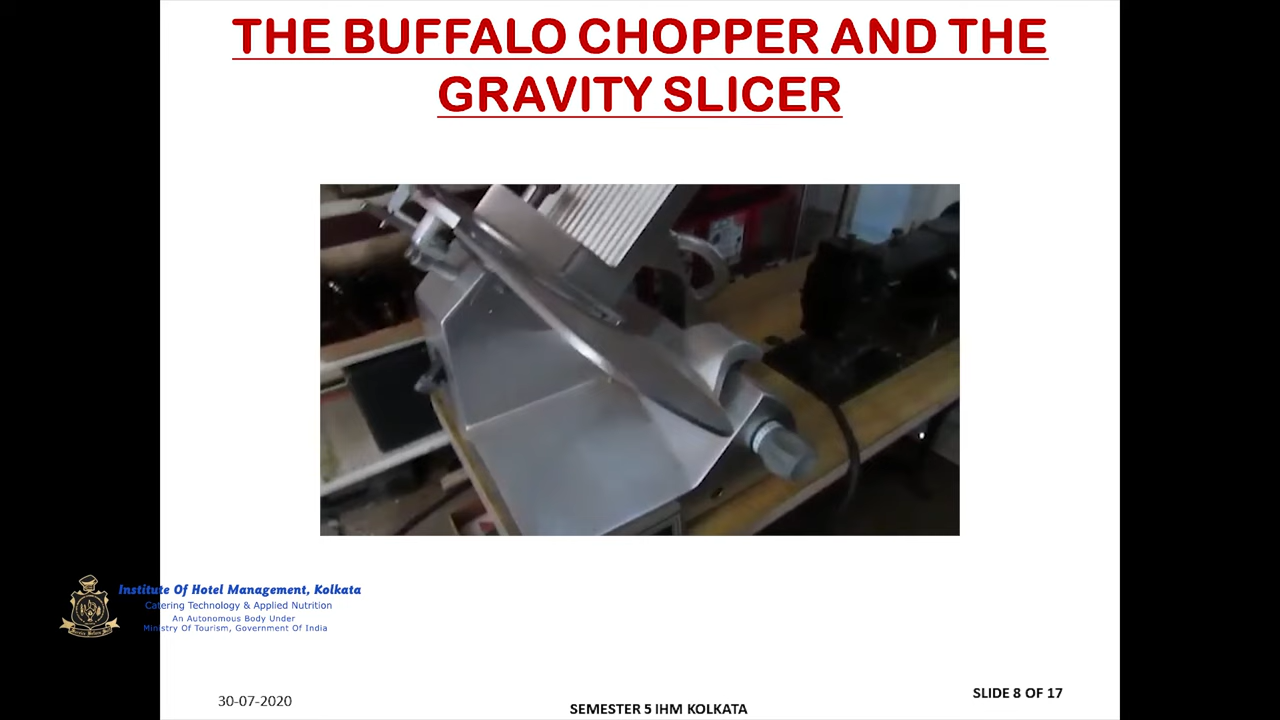 THE BUFFALO CHOPPER AND THE
GRAVITY SLICER
Institute Of Hotel Management, Kolkata
Catering Technology & Applied Nutrition
An Autonomous Body Under
Ministry Of Tourism, Government Of India
30-07-2020
SEMESTER 5 IHM KOLKATA
SLIDE 8 OF 17